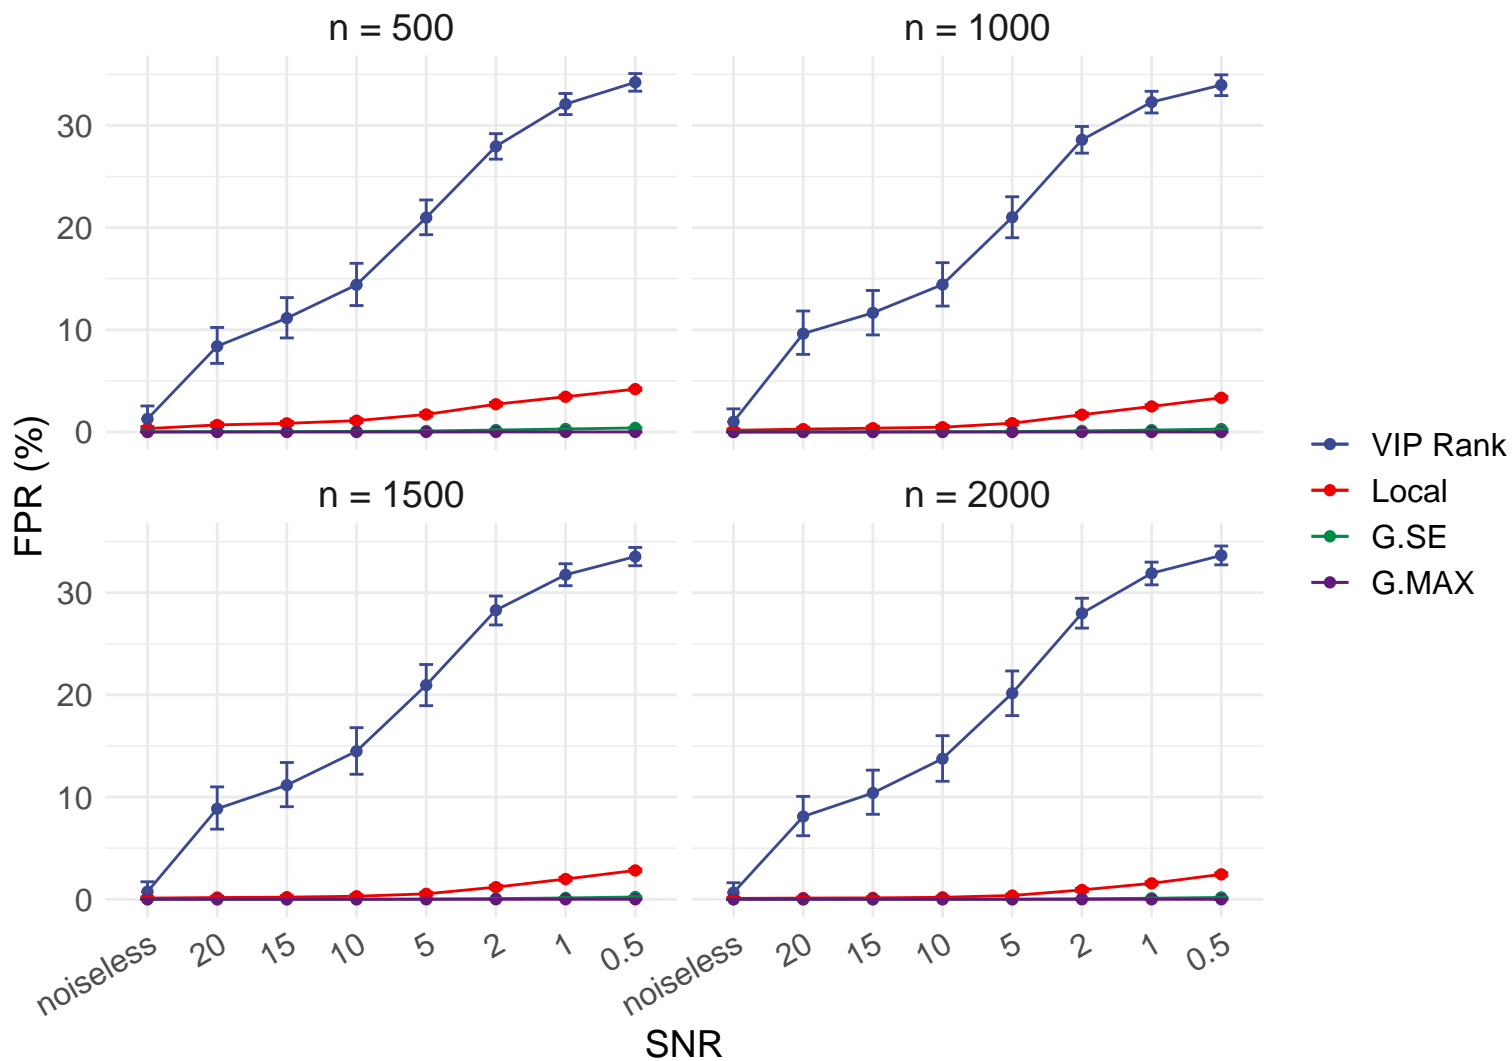 n = 500
n = 1000
30
20
10
0
n = 1500
n = 2000
30
20
10
0
noiseless 20 15 10 5 2 1 0.5
noiseless 20 15 10 5 2 1 0.5
SNR
FPR (%)
VIP Rank
Local
G.SE
G.MAX